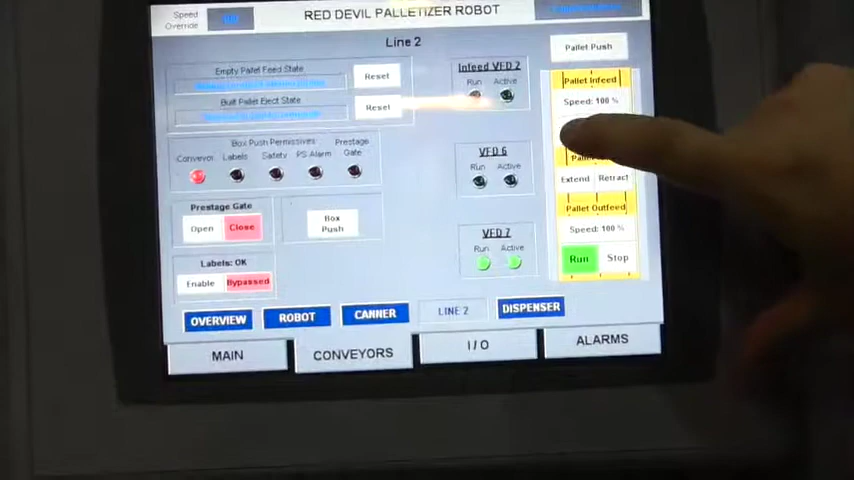 Speed
Override
RED DEVIL PALLETIZER ROBOT
Line 2
Pallet Push
Empty Pallet Feed State
Reset
Built Pallet Eject State
Reset
Infeed VFD 2
Run Active
Pallet Infeed
Speed: 100 %
Box Push Permissives
Conveyor Labels Safety PS Alarm Prestage Gate
VFD 6
Run Active
Extend Retract
Prestage Gate
Open Close
Box
Push
Pallet Outfeed
Speed: 100 %
VFD 7
Run Active
Run Stop
Labels: OK
Enable Bypassed
OVERVIEW ROBOT CANNER LINE 2 DISPENSER
MAIN CONVEYORS I/O ALARMS